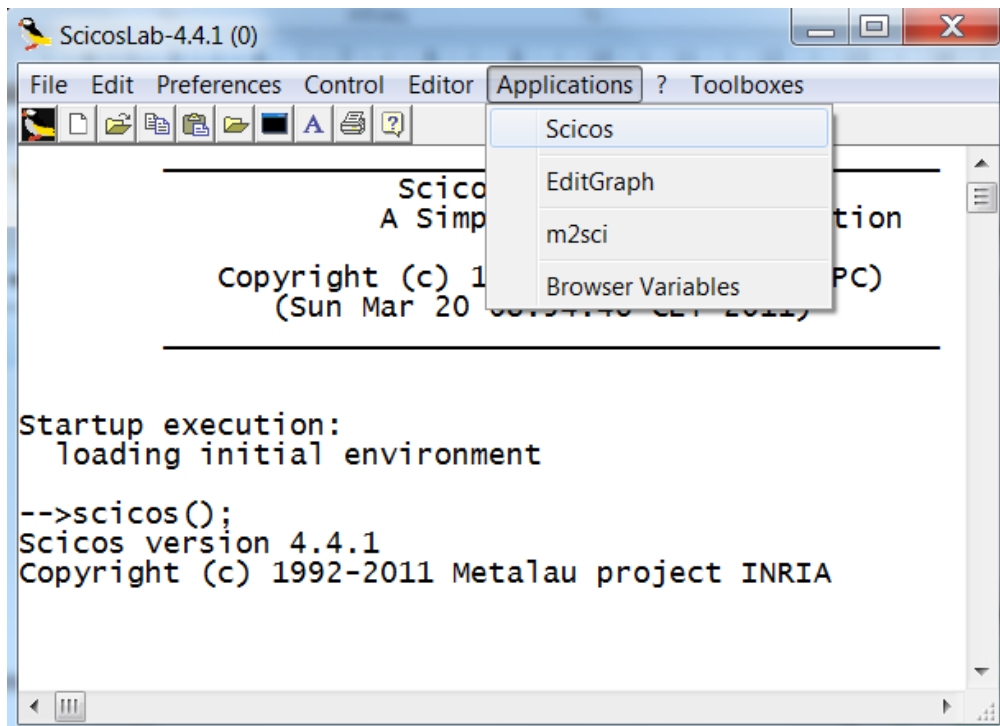 ScicosLab-4.4.1 (0)
File Edit Preferences Control Editor Applications ? Toolboxes
Scicos
EditGraph
m2sci
Browser Variables
Scico
A Simp tion
Copyright (c) 1 PC)
(Sun Mar 20 2011)
Startup execution:
loading initial environment
-->scicos();
Scicos version 4.4.1
Copyright (c) 1992-2011 Metalau project INRIA